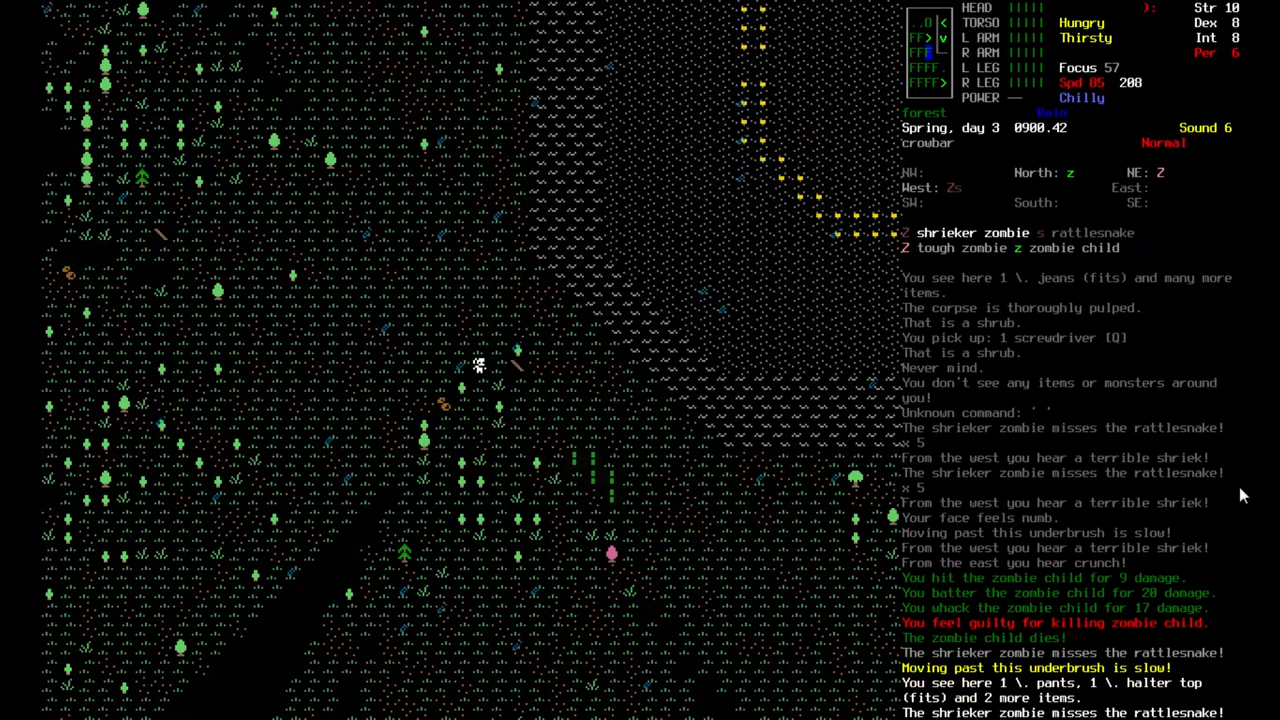 HEAD ||||| ): Str 10
..O < TORSO ||||| Hungry Dex 8
FF> v L ARM ||||| Thirsty Int 8
FFF R ARM ||||| Per 6
FFFF. L LEG ||||| Focus 57
FFFF> R LEG ||||| Spd 85 208
POWER — Chilly
forest Rain
Spring, day 3 0900.42 Sound 6
crowbar Normal
NW: North: z NE: Z
West: Zs East:
SW: South: SE:
Z shrieker zombie s rattlesnake
Z tough zombie z zombie child
You see here 1 \. jeans (fits) and many more
items.
The corpse is thoroughly pulped.
That is a shrub.
You pick up: 1 screwdriver [Q]
That is a shrub.
Never mind.
You don't see any items or monsters around
you!
Unknown command: ' '
The shrieker zombie misses the rattlesnake!
x 5
From the west you hear a terrible shriek!
The shrieker zombie misses the rattlesnake!
x 5
From the west you hear a terrible shriek!
Your face feels numb.
Moving past this underbrush is slow!
From the west you hear a terrible shriek!
From the east you hear crunch!
You hit the zombie child for 9 damage.
You batter the zombie child for 20 damage.
You whack the zombie child for 17 damage.
You feel guilty for killing zombie child.
The zombie child dies!
The shrieker zombie misses the rattlesnake!
Moving past this underbrush is slow!
You see here 1 \. pants, 1 \. halter top
(fits) and 2 more items.
The shrieker zombie misses the rattlesnake!